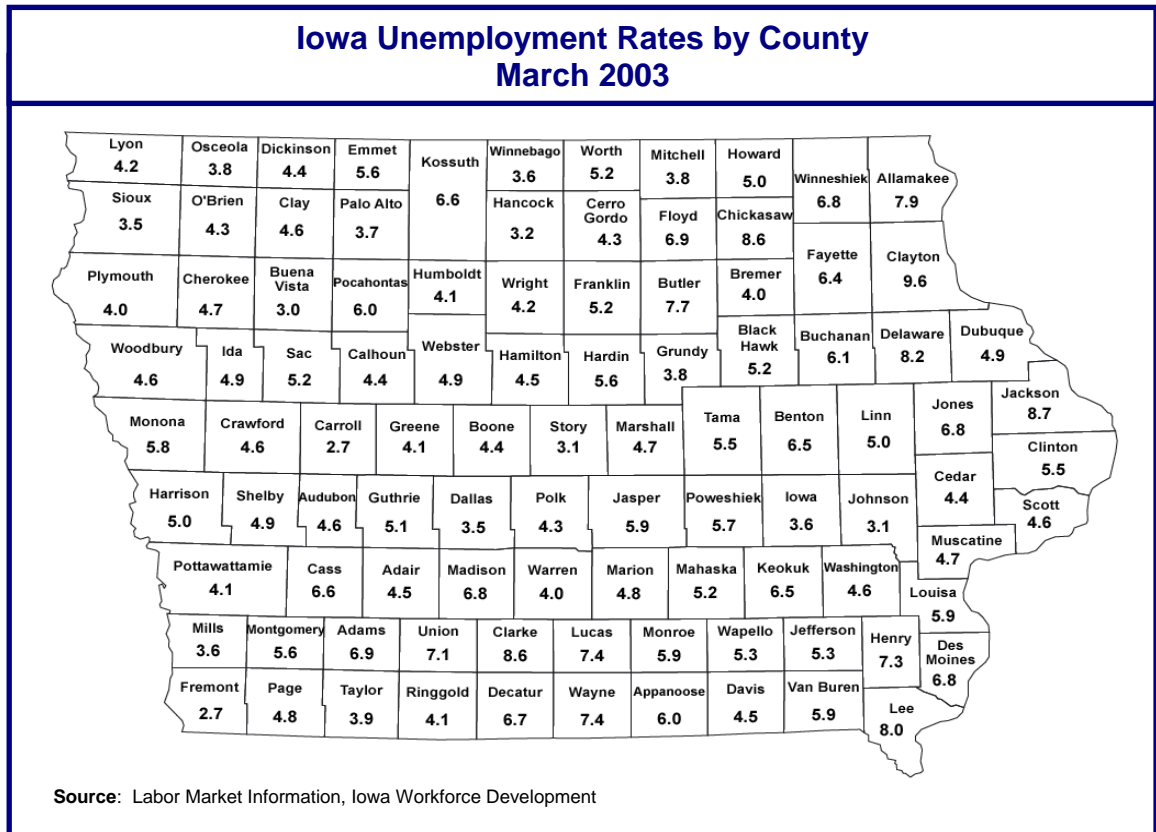 Iowa Unemployment Rates by County
March 2003
Lyon
4.2
Osceola
3.8
Dickinson
4.4
Emmet
5.6
Kossuth
6.6
Winnebago
3.6
Worth
5.2
Mitchell
3.8
Howard
5.0
Winneshiek
6.8
Allamakee
7.9
Sioux
3.5
O'Brien
4.3
Clay
4.6
Palo Alto
3.7
Hancock
3.2
Cerro
Gordo
4.3
Floyd
6.9
Chickasaw
8.6
Fayette
6.4
Clayton
9.6
Plymouth
4.0
Cherokee
4.7
Buena
Vista
3.0
Pocahontas
6.0
Humboldt
4.1
Wright
4.2
Franklin
5.2
Butler
7.7
Bremer
4.0
Woodbury
4.6
Ida
4.9
Sac
5.2
Calhoun
4.4
Webster
4.9
Hamilton
4.5
Hardin
5.6
Grundy
3.8
Black
Hawk
5.2
Buchanan
6.1
Delaware
8.2
Dubuque
4.9
Monona
5.8
Crawford
4.6
Carroll
2.7
Greene
4.1
Boone
4.4
Story
3.1
Marshall
4.7
Tama
5.5
Benton
6.5
Linn
5.0
Jones
6.8
Jackson
8.7
Clinton
5.5
Cedar
4.4
Scott
4.6
Harrison
5.0
Shelby
4.9
Audubon
4.6
Guthrie
5.1
Dallas
3.5
Polk
4.3
Jasper
5.9
Poweshiek
5.7
Iowa
3.6
Johnson
3.1
Muscatine
4.7
Pottawattamie
4.1
Cass
6.6
Adair
4.5
Madison
6.8
Warren
4.0
Marion
4.8
Mahaska
5.2
Keokuk
6.5
Washington
4.6
Louisa
5.9
Mills
3.6
Montgomery
5.6
Adams
6.9
Union
7.1
Clarke
8.6
Lucas
7.4
Monroe
5.9
Wapello
5.3
Jefferson
5.3
Henry
7.3
Des
Moines
6.8
Fremont
2.7
Page
4.8
Taylor
3.9
Ringgold
4.1
Decatur
6.7
Wayne
7.4
Appanoose
6.0
Davis
4.5
Van Buren
5.9
Lee
8.0
Source: Labor Market Information, Iowa Workforce Development